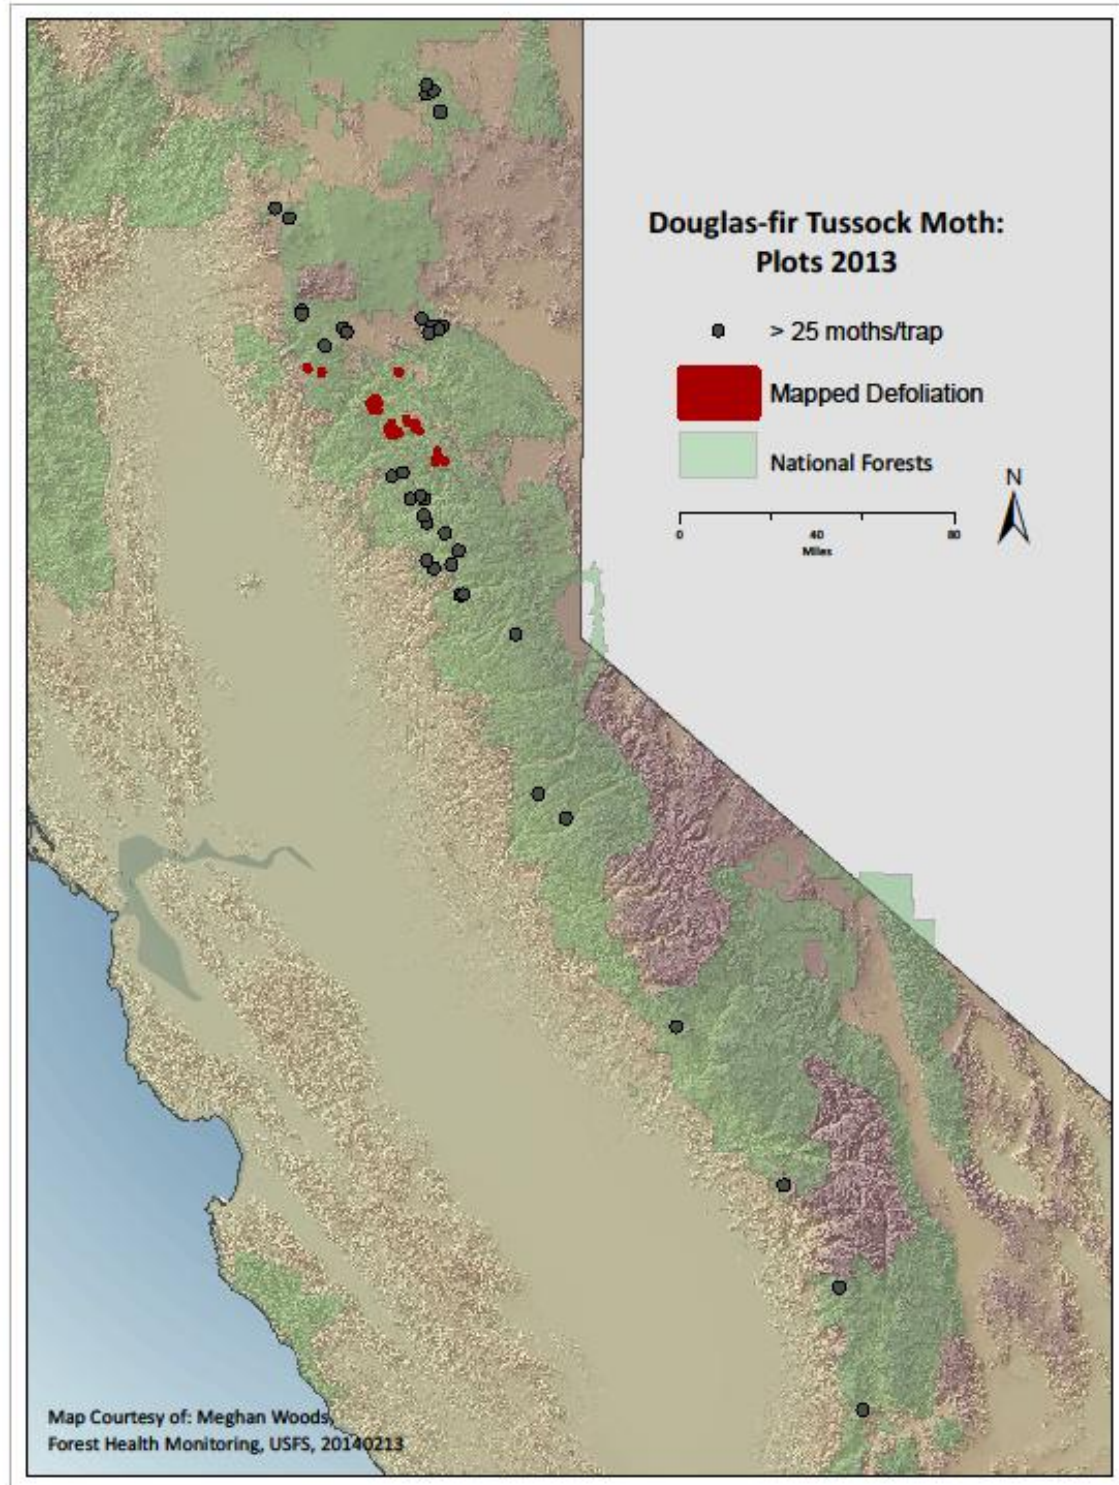 Douglas-fir Tussock Moth:
Plots 2013
> 25 moths/trap
Mapped Defoliation
National Forests
N
0 40 80
Miles
Map Courtesy of: Meghan Woods,
Forest Health Monitoring, USFS, 20140213